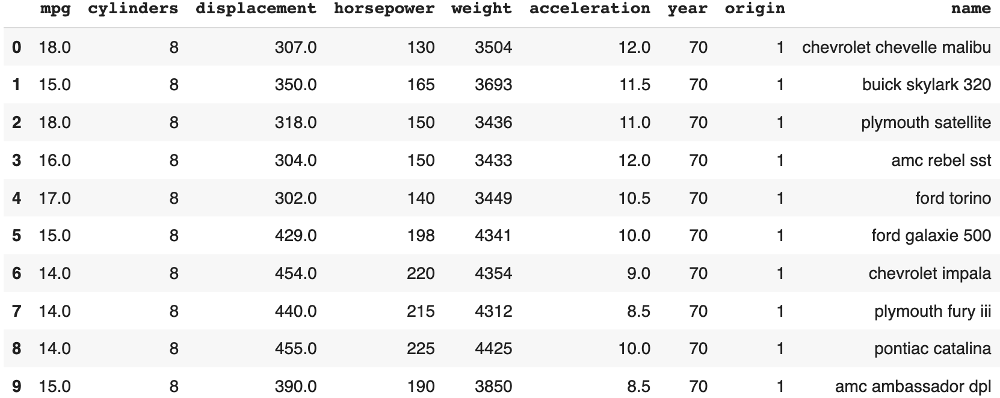 mpg cylinders displacement horsepower weight acceleration year origin name
0 18.0 8 307.0 130 3504 12.0 70 1 chevrolet chevelle malibu
1 15.0 8 350.0 165 3693 11.5 70 1 buick skylark 320
2 18.0 8 318.0 150 3436 11.0 70 1 plymouth satellite
3 16.0 8 304.0 150 3433 12.0 70 1 amc rebel sst
4 17.0 8 302.0 140 3449 10.5 70 1 ford torino
5 15.0 8 429.0 198 4341 10.0 70 1 ford galaxie 500
6 14.0 8 454.0 220 4354 9.0 70 1 chevrolet impala
7 14.0 8 440.0 215 4312 8.5 70 1 plymouth fury iii
8 14.0 8 455.0 225 4425 10.0 70 1 pontiac catalina
9 15.0 8 390.0 190 3850 8.5 70 1 amc ambassador dpl